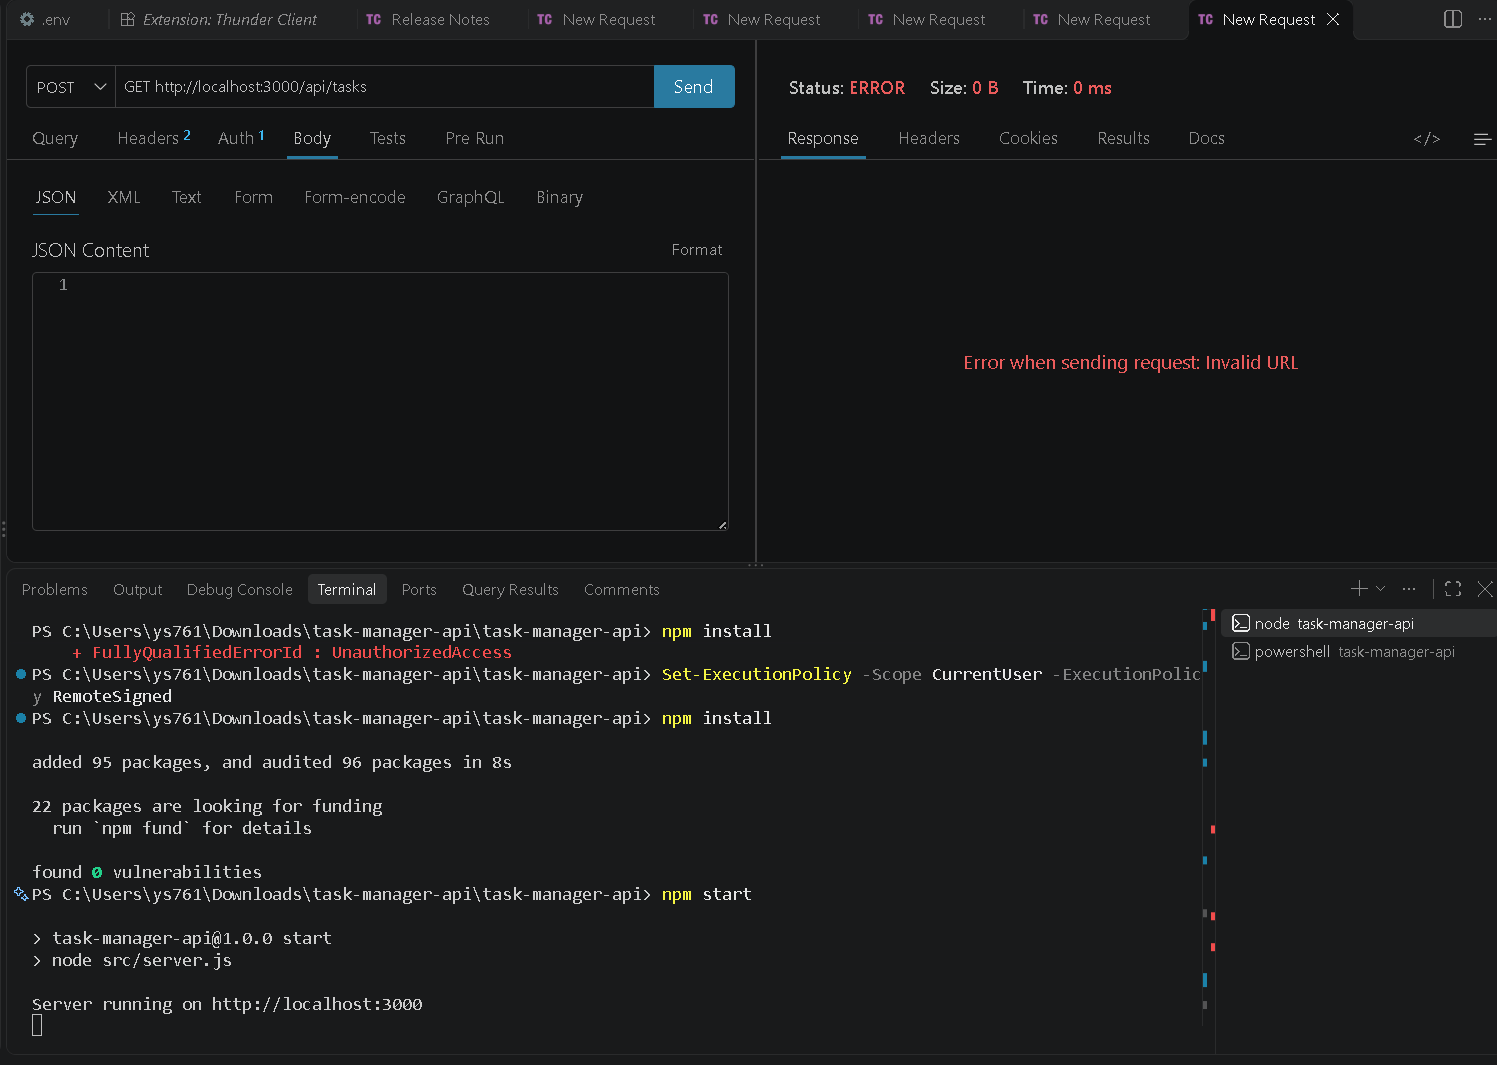 .env Extension: Thunder Client TC Release Notes TC New Request TC New Request TC New Request TC New Request TC New Request
POST GET http://localhost:3000/api/tasks Send
Status: ERROR Size: 0 B Time: 0 ms
Query Headers 2 Auth 1 Body Tests Pre Run
Response Headers Cookies Results Docs </>
JSON XML Text Form Form-encode GraphQL Binary
JSON Content Format
1
Error when sending request: Invalid URL
Problems Output Debug Console Terminal Ports Query Results Comments
PS C:\Users\ys761\Downloads\task-manager-api\task-manager-api> npm install
+ FullyQualifiedErrorId : UnauthorizedAccess
PS C:\Users\ys761\Downloads\task-manager-api\task-manager-api> Set-ExecutionPolicy -Scope CurrentUser -ExecutionPolic
y RemoteSigned
PS C:\Users\ys761\Downloads\task-manager-api\task-manager-api> npm install
added 95 packages, and audited 96 packages in 8s
22 packages are looking for funding
run `npm fund` for details
found 0 vulnerabilities
PS C:\Users\ys761\Downloads\task-manager-api\task-manager-api> npm start
> task-manager-api@1.0.0 start
> node src/server.js
Server running on http://localhost:3000
node task-manager-api
powershell task-manager-api